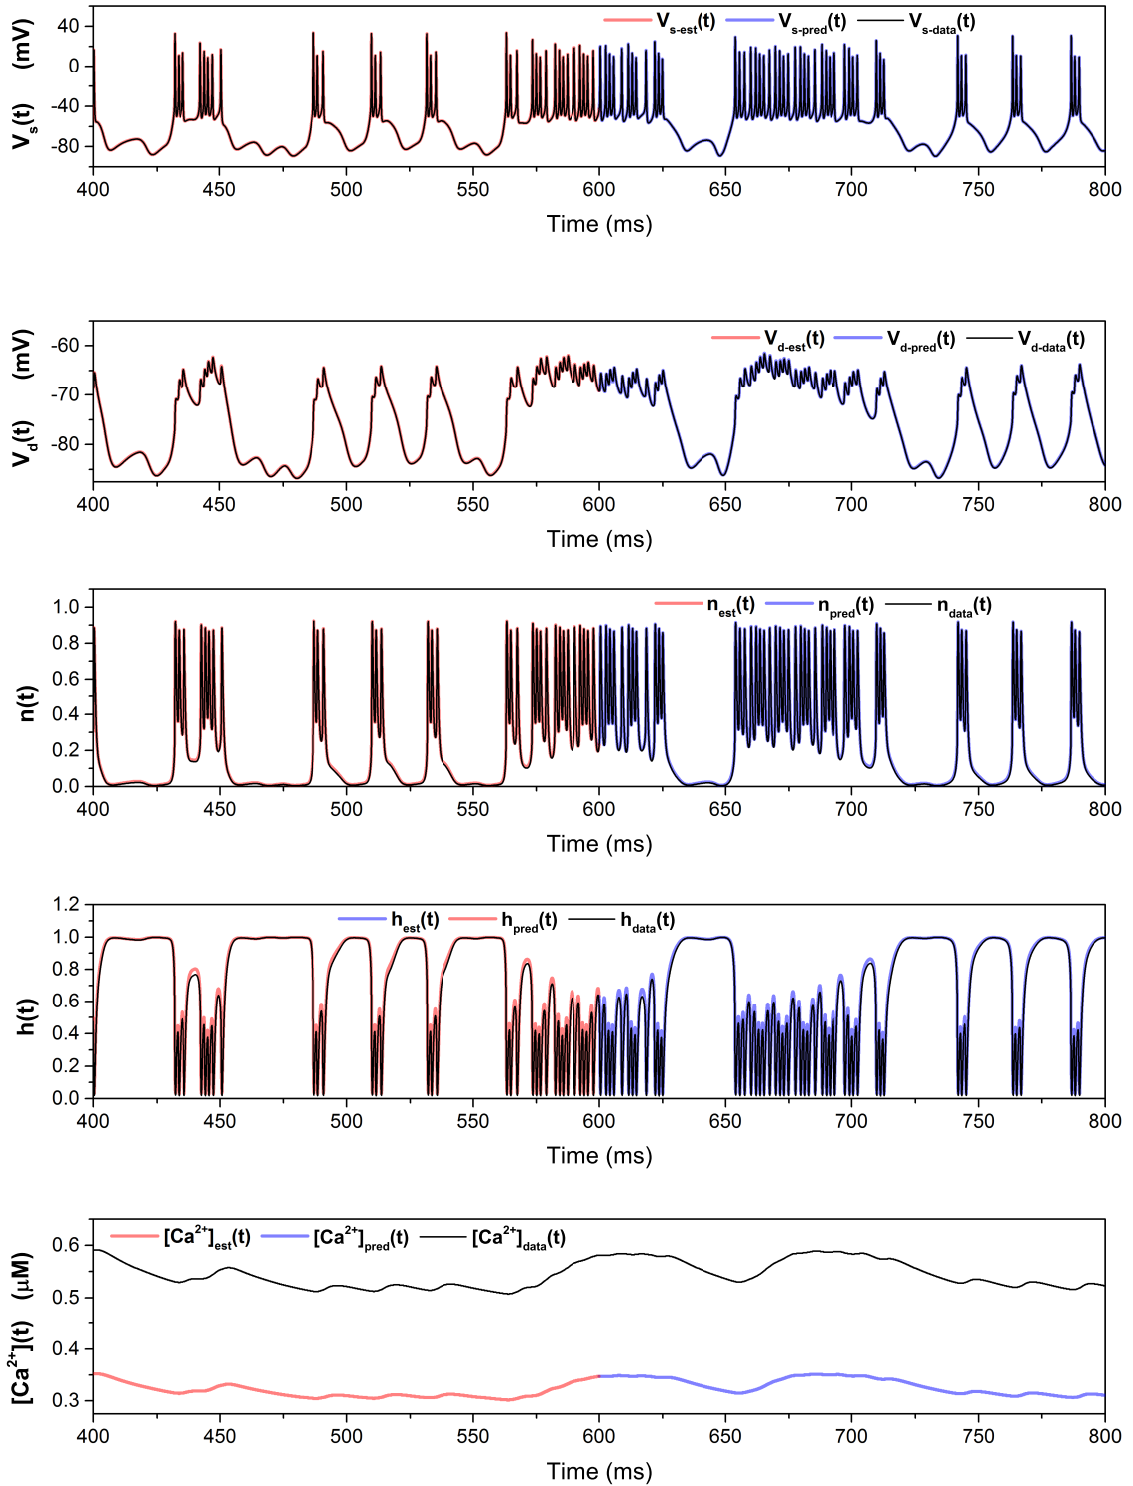 V_s-est(t) V_s-pred(t) V_s-data(t)
V_s(t) (mV)
40
0
-40
-80
400 450 500 550 600 650 700 750 800
Time (ms)
V_d-est(t) V_d-pred(t) V_d-data(t)
V_d(t) (mV)
-60
-70
-80
400 450 500 550 600 650 700 750 800
Time (ms)
n_est(t) n_pred(t) n_data(t)
n(t)
1.0
0.8
0.6
0.4
0.2
0.0
400 450 500 550 600 650 700 750 800
Time (ms)
h_est(t) h_pred(t) h_data(t)
h(t)
1.2
1.0
0.8
0.6
0.4
0.2
0.0
400 450 500 550 600 650 700 750 800
Time (ms)
[Ca²⁺]_est(t) [Ca²⁺]_pred(t) [Ca²⁺]_data(t)
[Ca²⁺](t) (μM)
0.6
0.5
0.4
0.3
400 450 500 550 600 650 700 750 800
Time (ms)